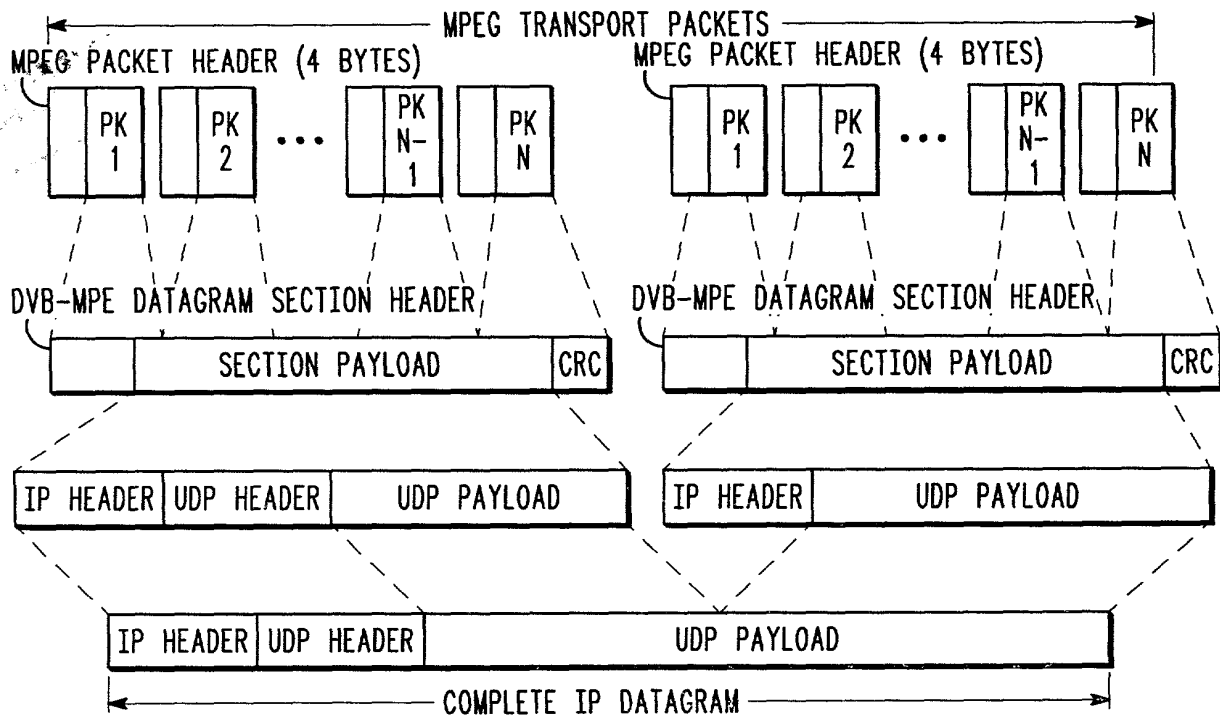 MPEG TRANSPORT PACKETS
MPEG PACKET HEADER (4 BYTES)
MPEG PACKET HEADER (4 BYTES)
PK 1
PK 2
•••
PK N-1
PK N
PK 1
PK 2
•••
PK N-1
PK N
DVB-MPE DATAGRAM SECTION HEADER
DVB-MPE DATAGRAM SECTION HEADER
SECTION PAYLOAD
CRC
SECTION PAYLOAD
CRC
IP HEADER
UDP HEADER
UDP PAYLOAD
IP HEADER
UDP PAYLOAD
IP HEADER
UDP HEADER
UDP PAYLOAD
COMPLETE IP DATAGRAM